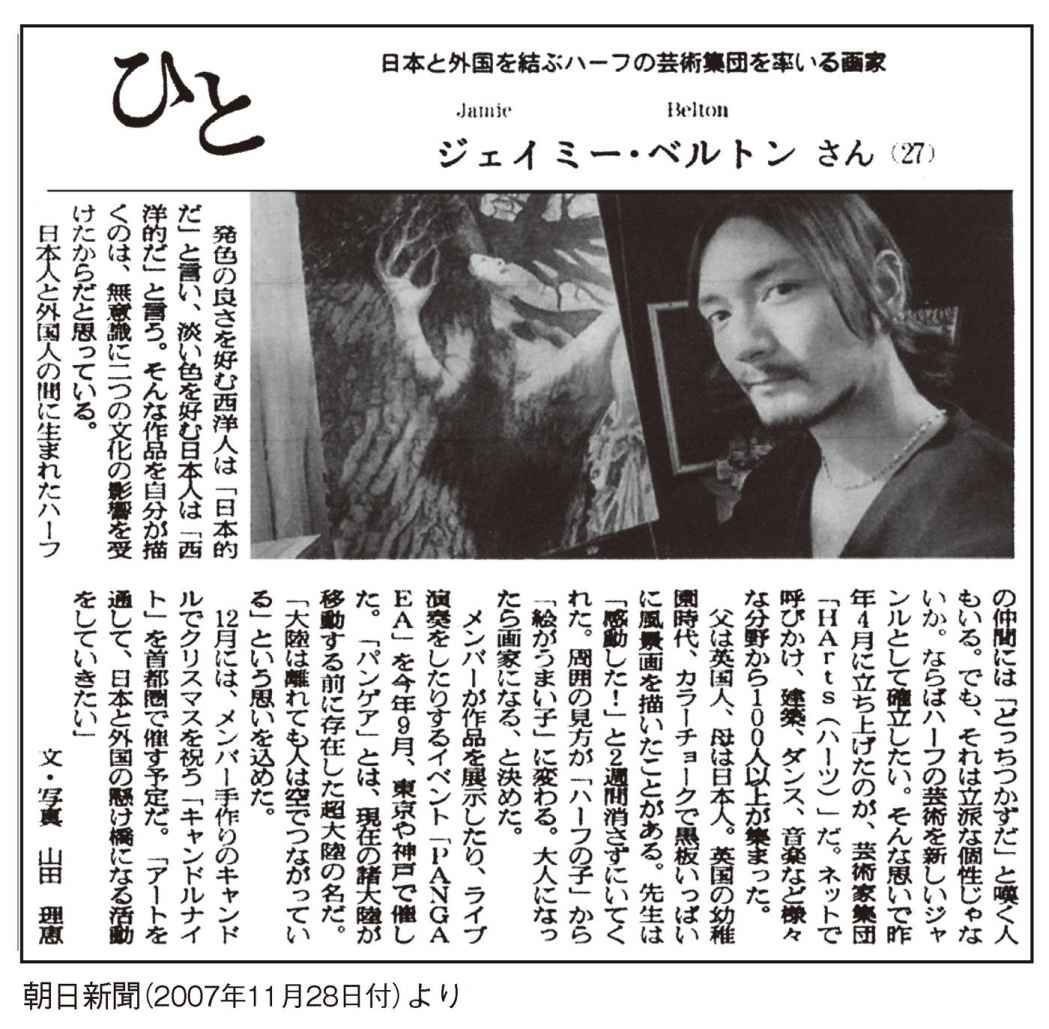 ひと
日本と外国を結ぶハーフの芸術集団を率いる画家
Jamie Belton
ジェイミー・ベルトン さん (27)
発色の良さを好む西洋人は「日本的
だ」と言い、淡い色を好む日本人は「西
洋的だ」と言う。そんな作品を自分が描
くのは、無意識に二つの文化の影響を受
けたからだと思っている。
日本人と外国人の間に生まれたハーフ
の仲間には「どっちつかずだ」と嘆く人
もいる。でも、それは立派な個性じゃな
いか。ならばハーフの芸術を新しいジャ
ンルとして確立したい。そんな思いで昨
年4月に立ち上げたのが、芸術家集団
「HArts(ハーツ)」だ。ネットで
呼びかけ、建築、ダンス、音楽など様々
な分野から100人以上が集まった。
父は英国人、母は日本人。英国の幼稚
園時代、カラーチョークで黒板いっぱい
に風景画を描いたことがある。先生は
「感動した!」と2週間消さずにいてく
れた。周囲の見方が「ハーフの子」から
「絵がうまい子」に変わる。大人になっ
たら画家になる、と決めた。
メンバーが作品を展示したり、ライブ
演奏をしたりするイベント「PANGA
EA」を今年9月、東京や神戸で催し
た。「パンゲア」とは、現在の諸大陸が
移動する前に存在した超大陸の名だ。
「大陸は離れても人は空でつながってい
る」という思いを込めた。
12月には、メンバー手作りのキャンド
ルでクリスマスを祝う「キャンドルナイ
ト」を首都圏で催す予定だ。「アートを
通して、日本と外国の懸け橋になる活動
をしていきたい」
文・写真 山田 理恵
朝日新聞(2007年11月28日付)より